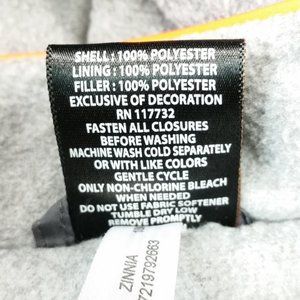 SHELL : 100% POLYESTER
LINING : 100% POLYESTER
FILLER : 100% POLYESTER
EXCLUSIVE OF DECORATION
RN 117732
FASTEN ALL CLOSURES
BEFORE WASHING
MACHINE WASH COLD SEPARATELY
OR WITH LIKE COLORS
GENTLE CYCLE
ONLY NON-CHLORINE BLEACH
WHEN NEEDED
DO NOT USE FABRIC SOFTENER
TUMBLE DRY LOW
REMOVE PROMPTLY
ZINNIA
7219792663